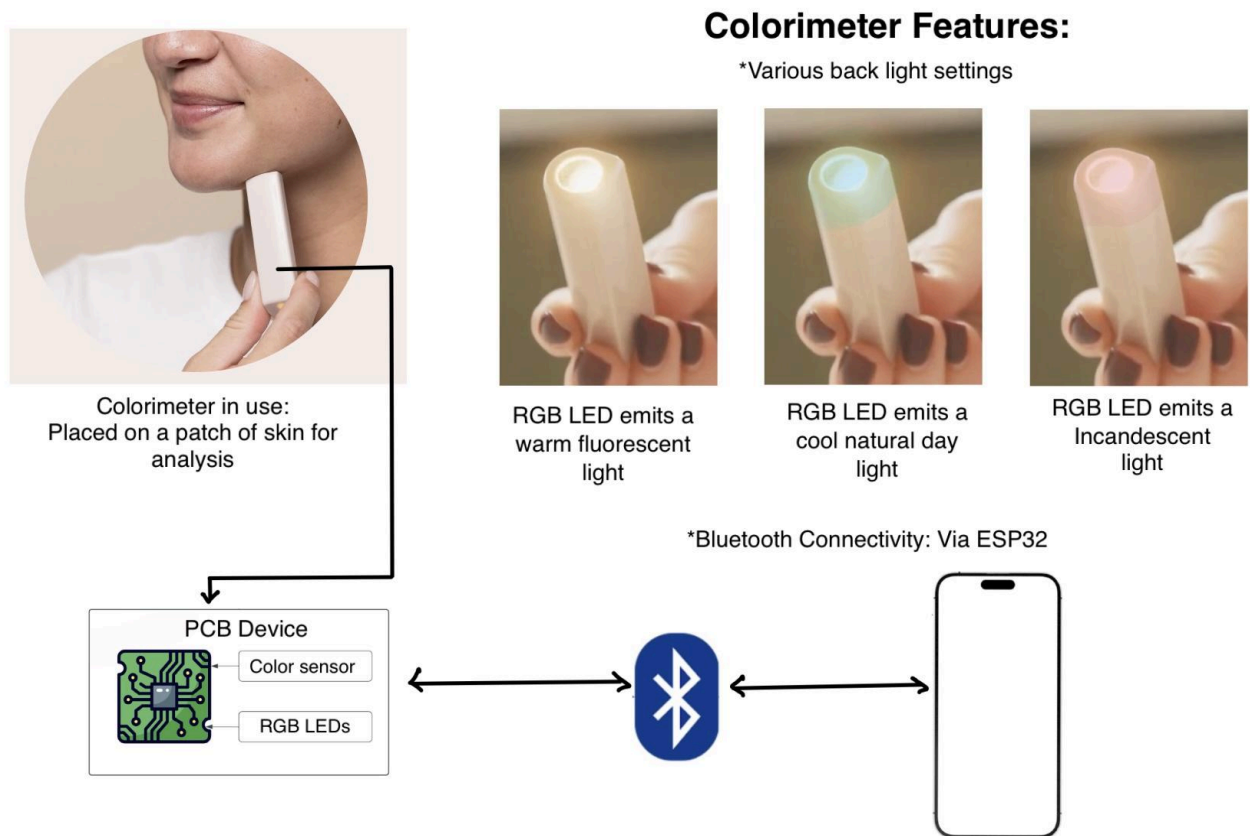 Colorimeter Features:
*Various back light settings
Colorimeter in use:
Placed on a patch of skin for
analysis
RGB LED emits a
warm fluorescent
light
RGB LED emits a
cool natural day
light
RGB LED emits a
Incandescent
light
*Bluetooth Connectivity: Via ESP32
PCB Device
Color sensor
RGB LEDs